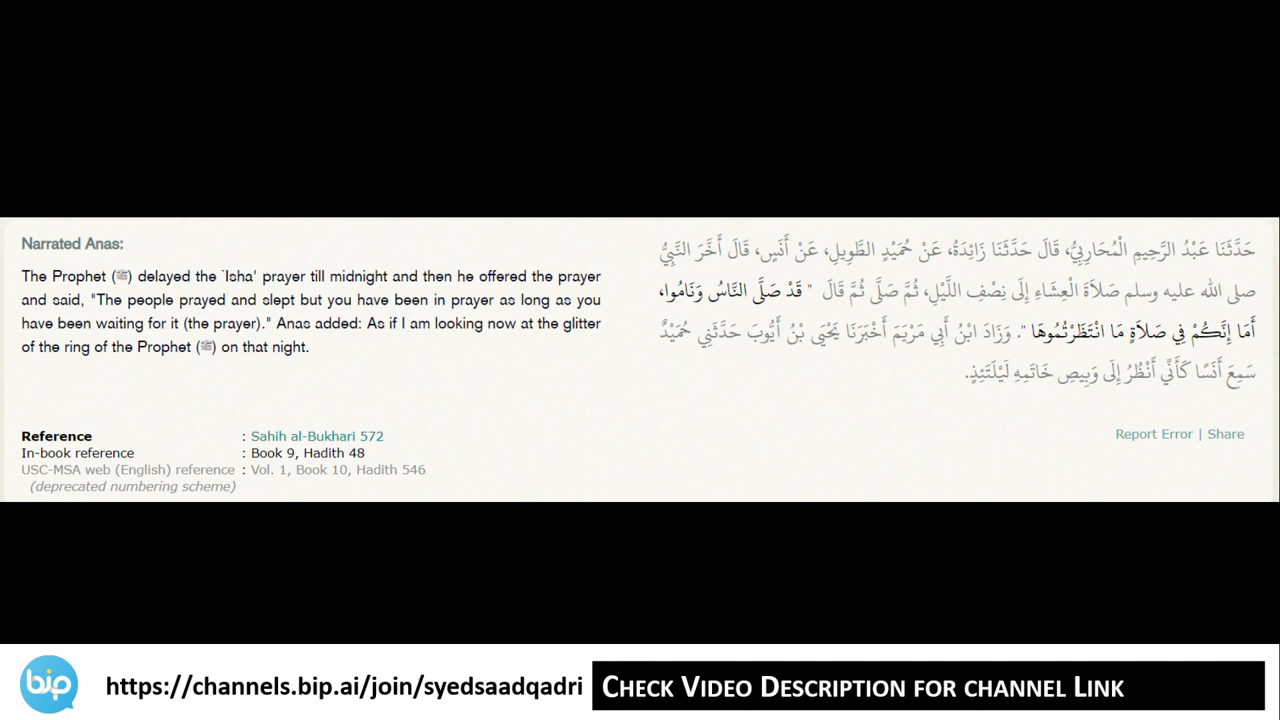 Narrated Anas:
The Prophet (ﷺ) delayed the `Isha' prayer till midnight and then he offered the prayer
and said, "The people prayed and slept but you have been in prayer as long as you
have been waiting for it (the prayer)." Anas added: As if I am looking now at the glitter
of the ring of the Prophet (ﷺ) on that night.
حَدَّثَنَا عَبْدُ الرَّحِيمِ الْمُحَارِبِيُّ، قَالَ حَدَّثَنَا زَائِدَةُ، عَنْ حُمَيْدٍ الطَّوِيلِ، عَنْ أَنَسٍ، قَالَ أَخَّرَ النَّبِيُّ
صلى الله عليه وسلم صَلاَةَ الْعِشَاءِ إِلَى نِصْفِ اللَّيْلِ، ثُمَّ صَلَّى ثُمَّ قَالَ " قَدْ صَلَّى النَّاسُ وَنَامُوا،
أَمَا إِنَّكُمْ فِي صَلاَةٍ مَا انْتَظَرْتُمُوهَا ". وَزَادَ ابْنُ أَبِي مَرْيَمَ أَخْبَرَنَا يَحْيَى بْنُ أَيُّوبَ حَدَّثَنِي حُمَيْدٌ
سَمِعَ أَنَسًا كَأَنِّي أَنْظُرُ إِلَى وَبِيصِ خَاتَمِهِ لَيْلَتَئِذٍ.
Reference : Sahih al-Bukhari 572
In-book reference : Book 9, Hadith 48
USC-MSA web (English) reference : Vol. 1, Book 10, Hadith 546
(deprecated numbering scheme)
Report Error | Share
bip
https://channels.bip.ai/join/syedsaadqadri
CHECK VIDEO DESCRIPTION FOR CHANNEL LINK